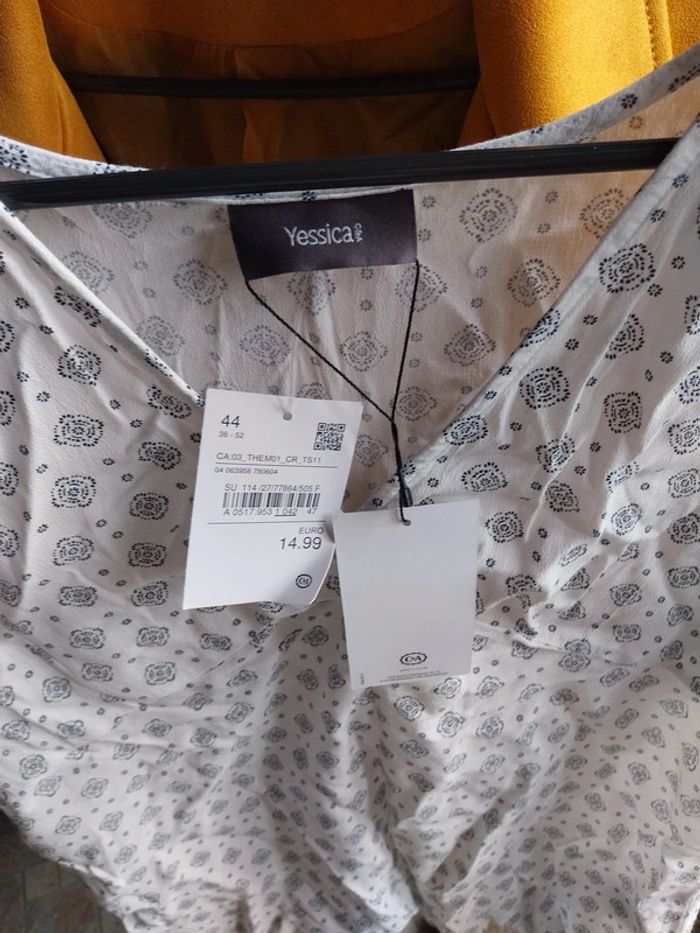 Yessica C&A
44
36 - 52
CA:03_THEM01_CR_TS11
04 063958 780604
SU 114 /27/77864/505 F
A 0517.953 1 042 47
EURO
14.99
C&A
C&A